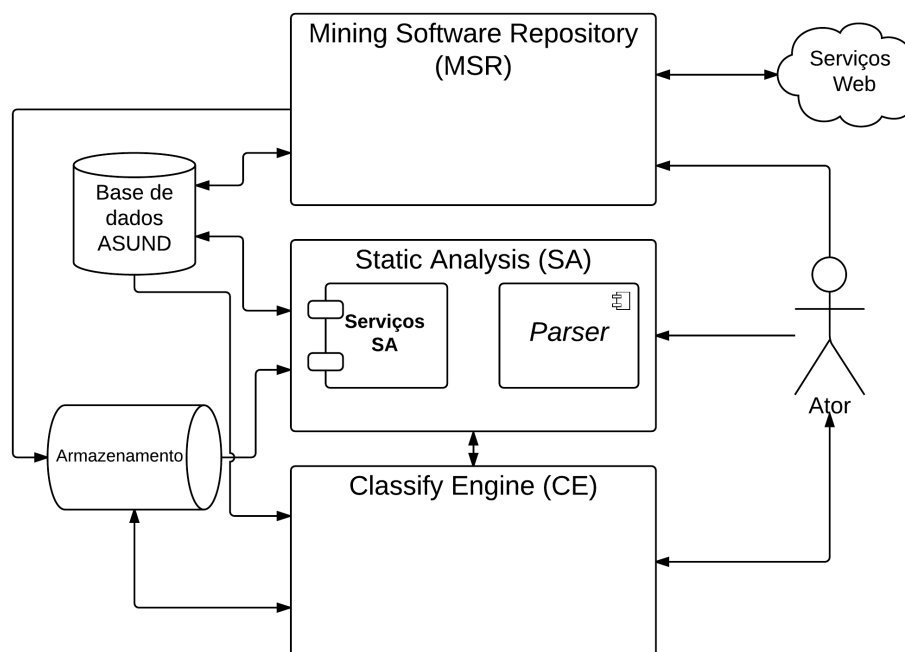 Mining Software Repository
(MSR)
Serviços
Web
Base de
dados
ASUND
Static Analysis (SA)
Serviços
SA
Parser
Ator
Armazenamento
Classify Engine (CE)